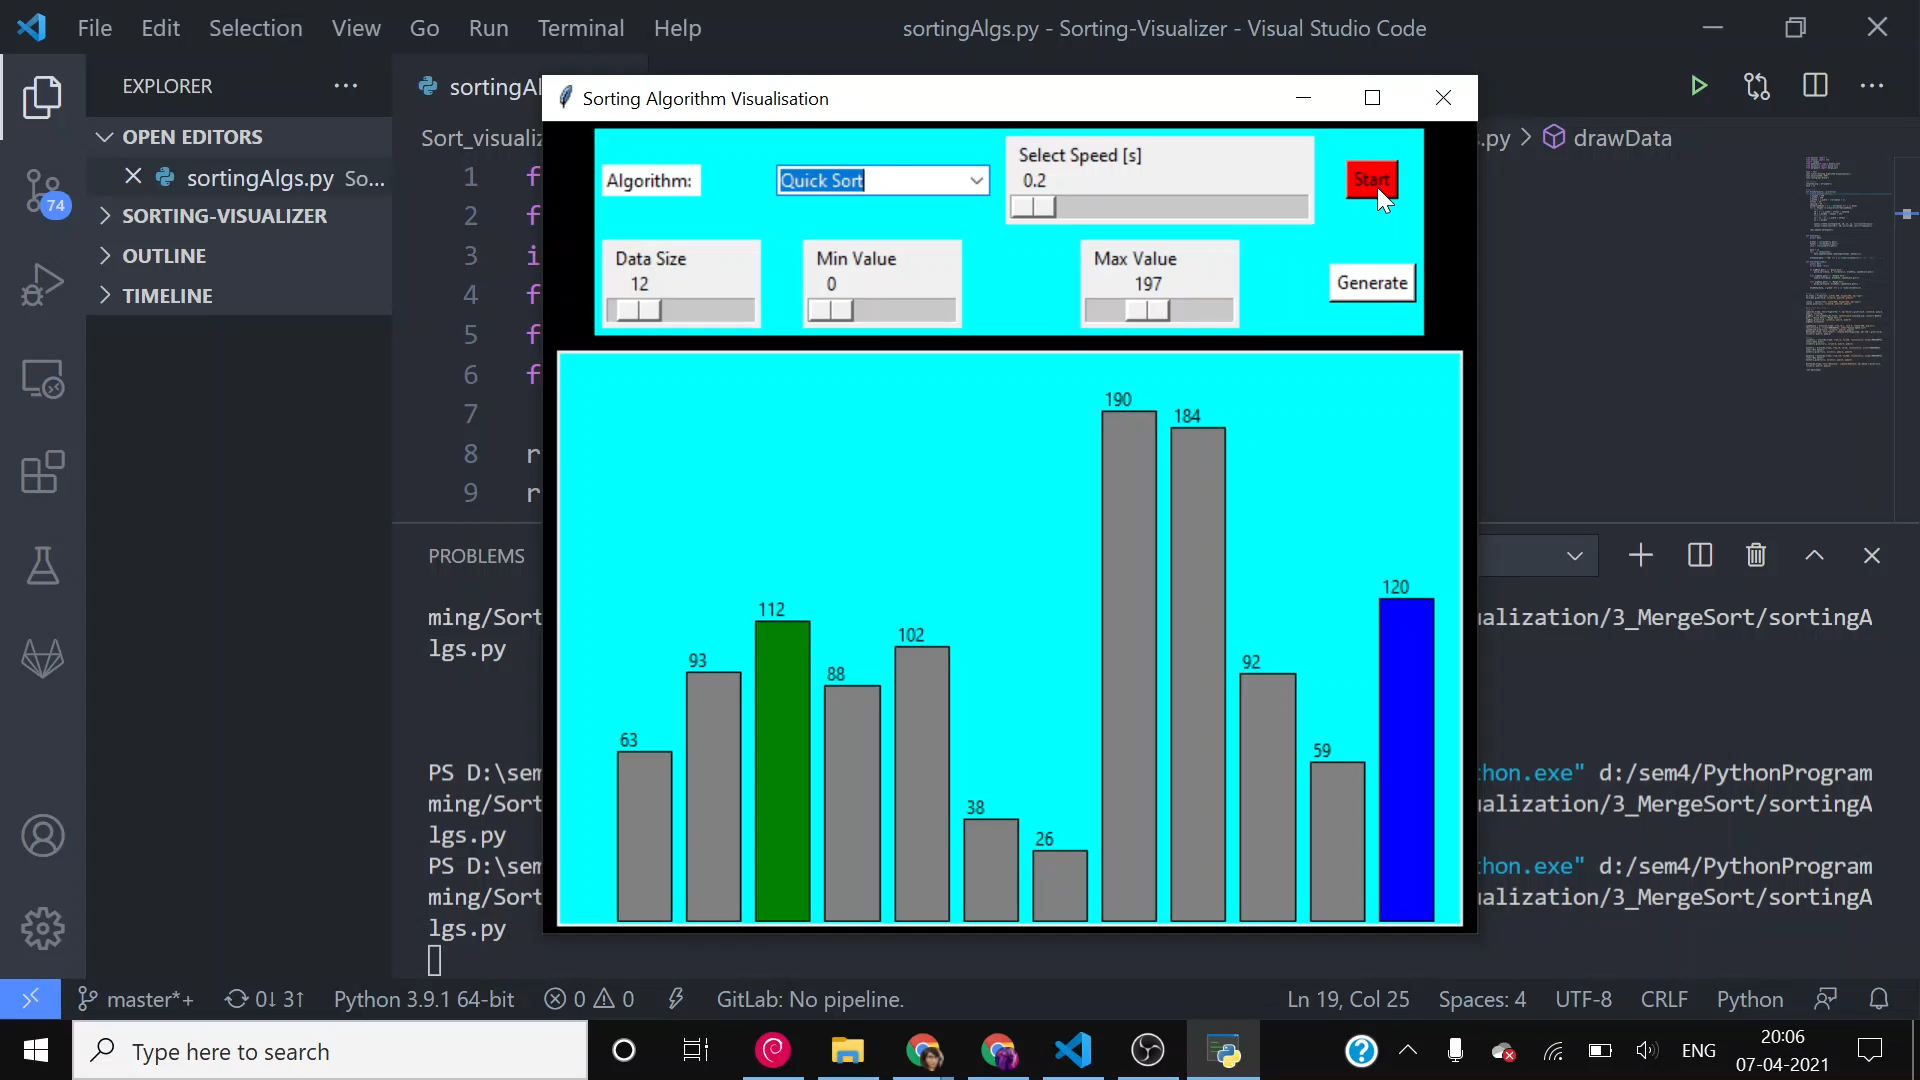 File Edit Selection View Go Run Terminal Help
sortingAlgs.py - Sorting-Visualizer - Visual Studio Code
EXPLORER
OPEN EDITORS
sortingAlgs.py So...
SORTING-VISUALIZER
OUTLINE
TIMELINE
74
sortingAl
Sort_visualiz
.py > drawData
1 f
2 f
3 i
4 f
5 f
6 f
7
8 r
9 r
Sorting Algorithm Visualisation
Algorithm:
Quick Sort
Select Speed [s]
0.2
Start
Data Size
12
Min Value
0
Max Value
197
Generate
63
93
112
88
102
38
26
190
184
92
59
120
PROBLEMS
ming/Sort
ualization/3_MergeSort/sortingA
lgs.py
PS D:\sem
thon.exe" d:/sem4/PythonProgram
ming/Sort
ualization/3_MergeSort/sortingA
lgs.py
PS D:\sem
thon.exe" d:/sem4/PythonProgram
ming/Sort
ualization/3_MergeSort/sortingA
lgs.py
master*+ 0↓ 3↑ Python 3.9.1 64-bit 0 0 GitLab: No pipeline.
Ln 19, Col 25 Spaces: 4 UTF-8 CRLF Python
Type here to search
ENG
20:06
07-04-2021